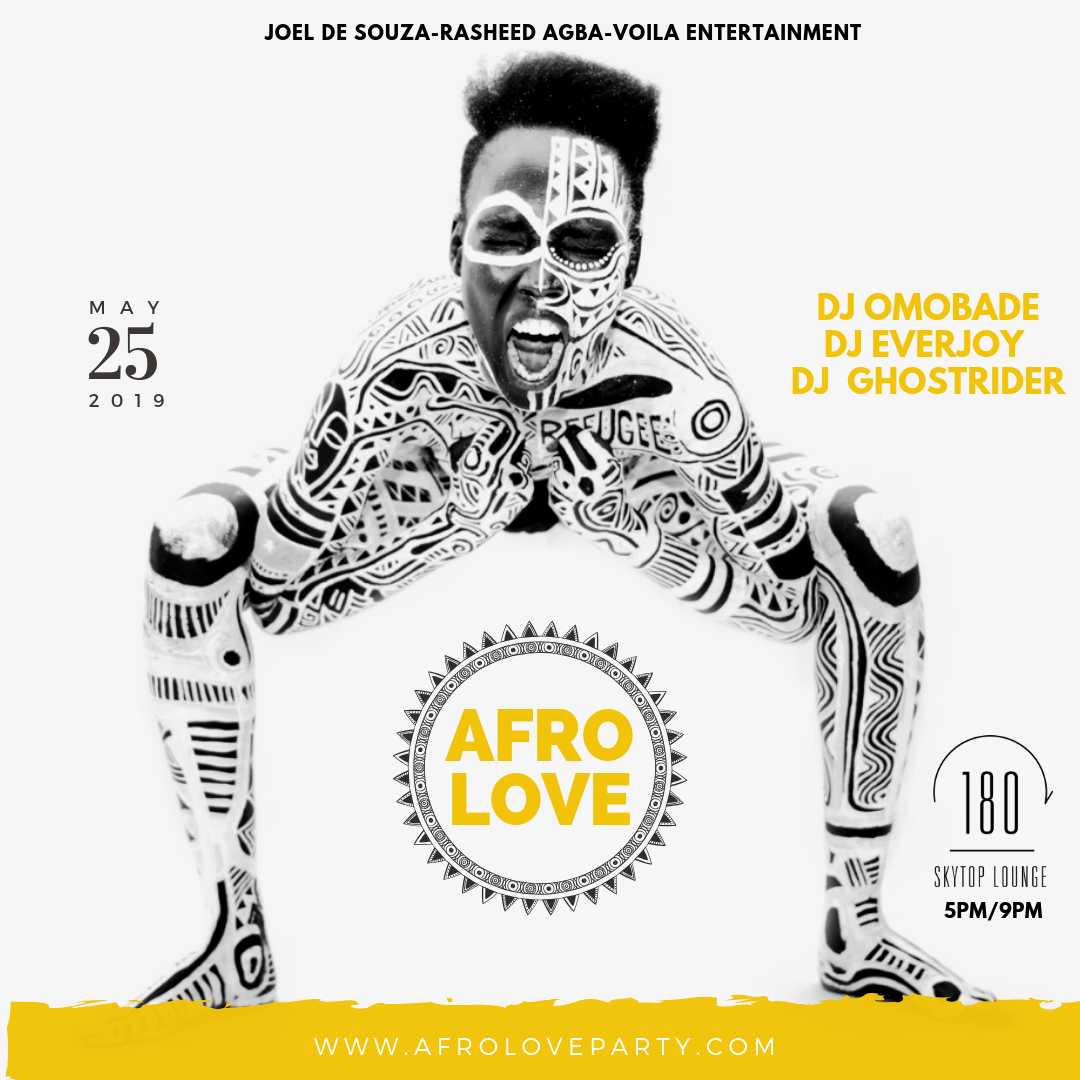 JOEL DE SOUZA-RASHEED AGBA-VOILA ENTERTAINMENT
MAY
25
2019
DJ OMOBADE
DJ EVERJOY
DJ GHOSTRIDER
REFUGEE
AFRO
LOVE
180
SKYTOP LOUNGE
5PM/9PM
WWW.AFROLOVEPARTY.COM